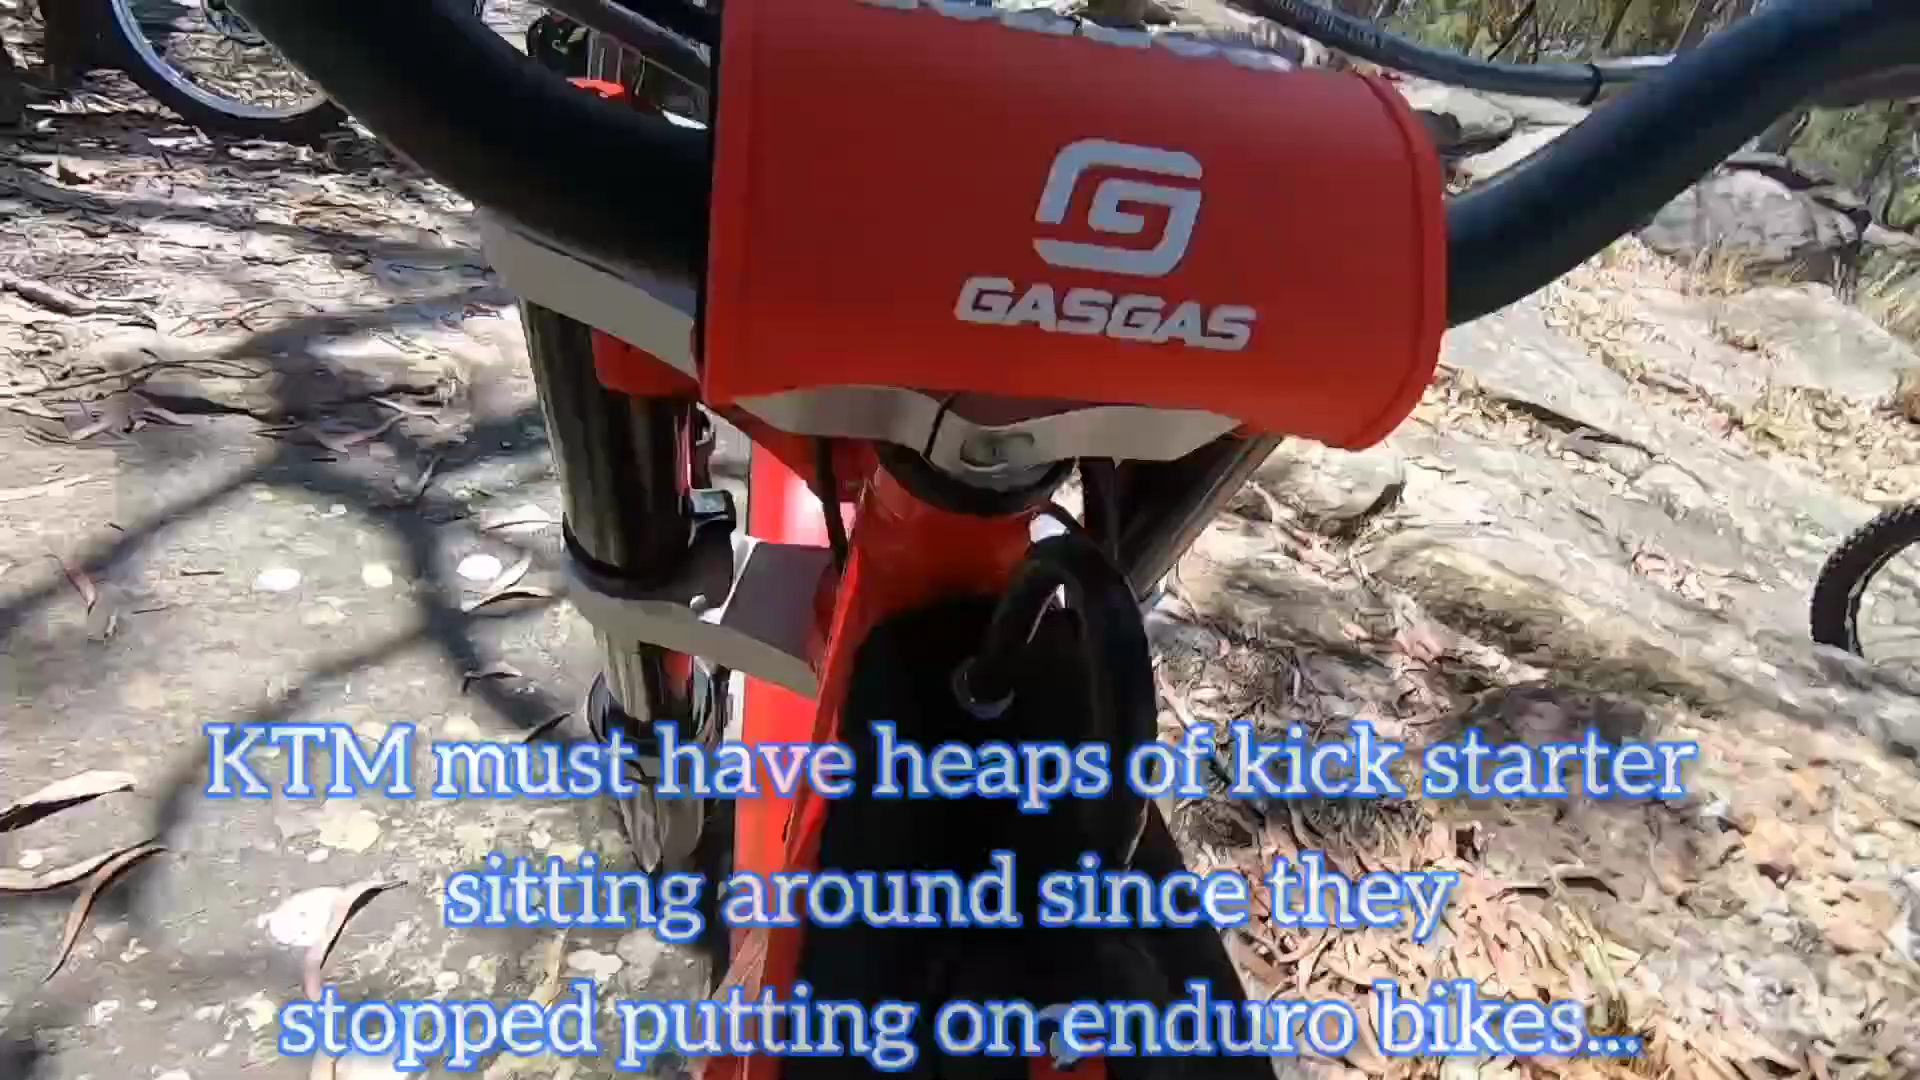 GASGAS
KTM must have heaps of kick starter
sitting around since they
stopped putting on enduro bikes...